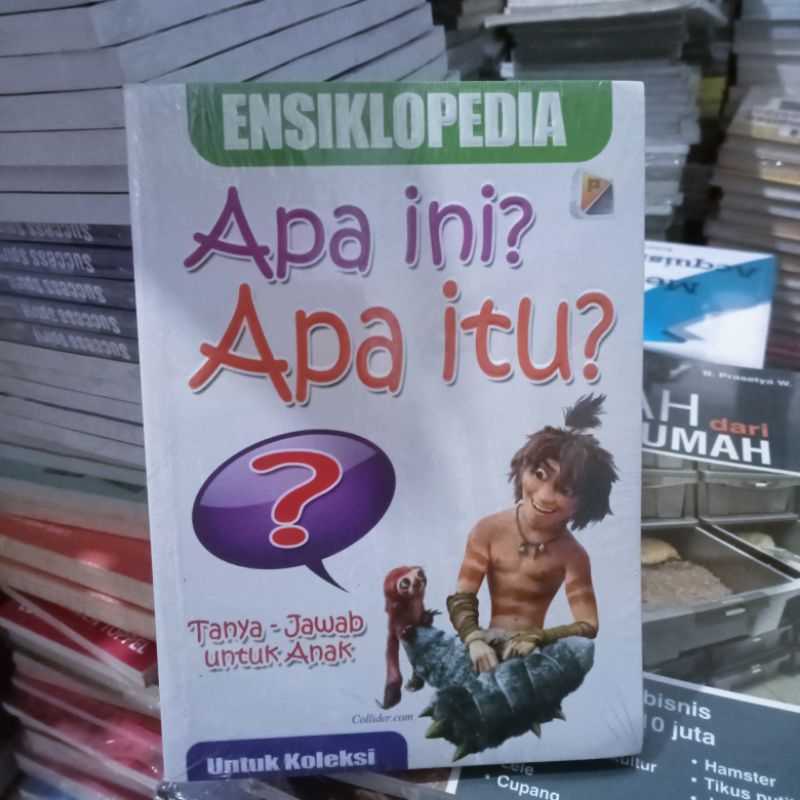 ENSIKLOPEDIA
Apa ini?
Apa itu?
?
Tanya - Jawab
untuk Anak
Collider.com
Untuk Koleksi
P
B. Prasetya W.
AH dari
UMAH
bisnis
0 juta
Lele
Cupang
• Hamster
• Tikus